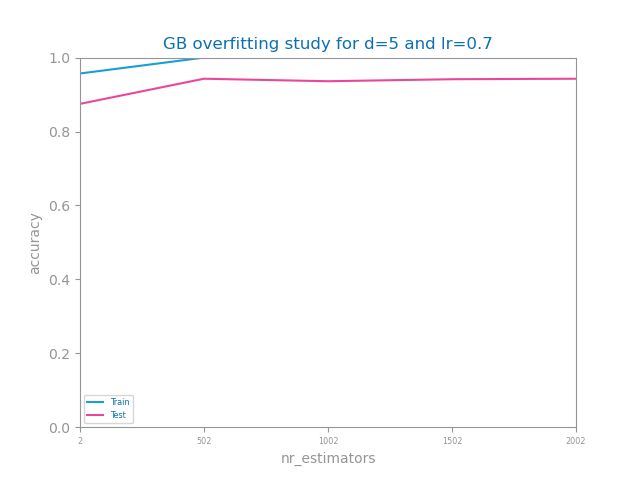 GB overfitting study for d=5 and lr=0.7
accuracy
1.0
0.8
0.6
0.4
0.2
0.0
Train
Test
2 502 1002 1502 2002
nr_estimators